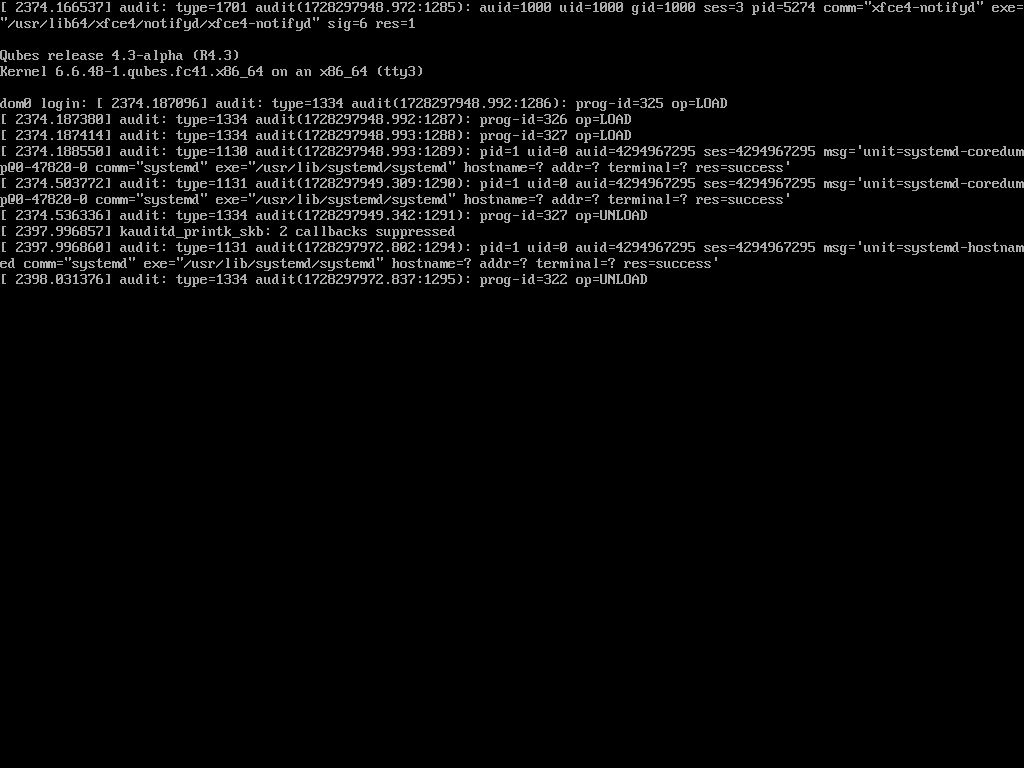 [ 2374.166537] audit: type=1701 audit(1728297948.972:1285): auid=1000 uid=1000 gid=1000 ses=3 pid=5274 comm="xfce4-notifyd" exe=
"/usr/lib64/xfce4/notifyd/xfce4-notifyd" sig=6 res=1
Qubes release 4.3-alpha (R4.3)
Kernel 6.6.48-1.qubes.fc41.x86_64 on an x86_64 (tty3)
dom0 login: [ 2374.187096] audit: type=1334 audit(1728297948.992:1286): prog-id=325 op=LOAD
[ 2374.187380] audit: type=1334 audit(1728297948.992:1287): prog-id=326 op=LOAD
[ 2374.187414] audit: type=1334 audit(1728297948.993:1288): prog-id=327 op=LOAD
[ 2374.188550] audit: type=1130 audit(1728297948.993:1289): pid=1 uid=0 auid=4294967295 ses=4294967295 msg='unit=systemd-coredum
p@0-47820-0 comm="systemd" exe="/usr/lib/systemd/systemd" hostname=? addr=? terminal=? res=success'
[ 2374.503772] audit: type=1131 audit(1728297949.309:1290): pid=1 uid=0 auid=4294967295 ses=4294967295 msg='unit=systemd-coredum
p@0-47820-0 comm="systemd" exe="/usr/lib/systemd/systemd" hostname=? addr=? terminal=? res=success'
[ 2374.536336] audit: type=1334 audit(1728297949.342:1291): prog-id=327 op=UNLOAD
[ 2397.996857] kauditd_printk_skb: 2 callbacks suppressed
[ 2397.996860] audit: type=1131 audit(1728297972.802:1294): pid=1 uid=0 auid=4294967295 ses=4294967295 msg='unit=systemd-hostnam
ed comm="systemd" exe="/usr/lib/systemd/systemd" hostname=? addr=? terminal=? res=success'
[ 2398.031376] audit: type=1334 audit(1728297972.837:1295): prog-id=322 op=UNLOAD